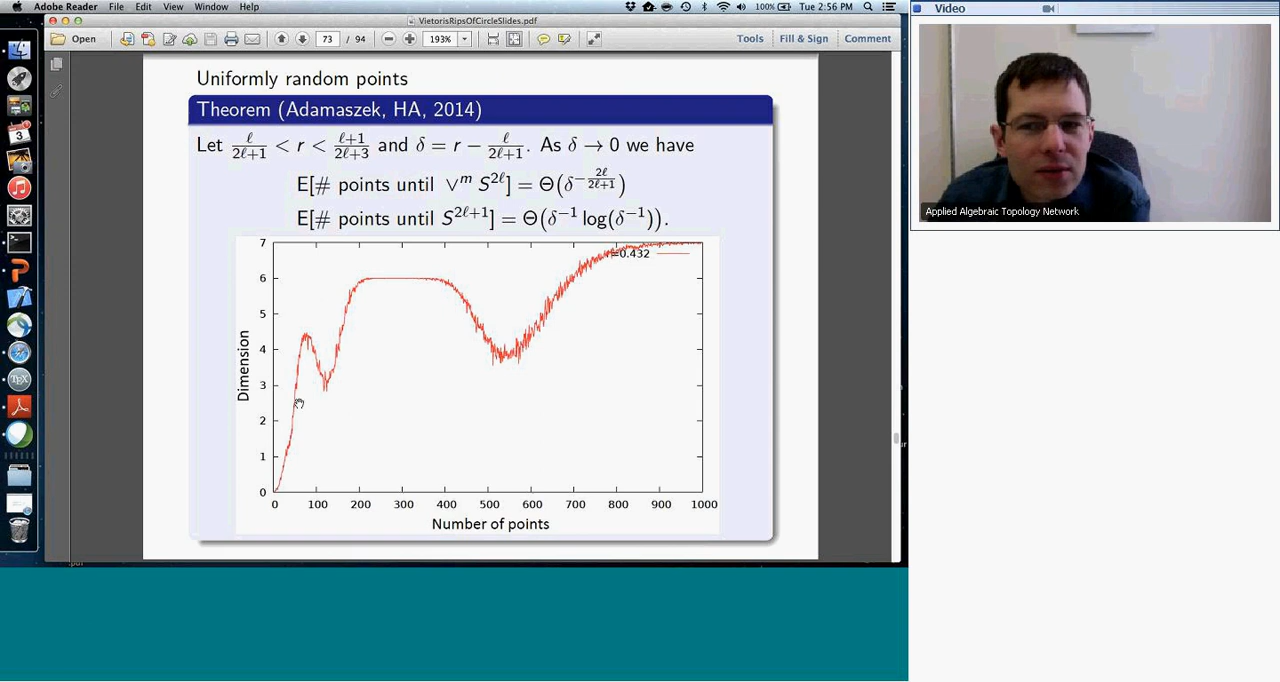 Adobe Reader File Edit View Window Help 100% Tue 2:56 PM
VietorisRipsOfCircleSlides.pdf
Open 73 / 94 193% Tools Fill & Sign Comment
Video
Uniformly random points
Theorem (Adamaszek, HA, 2014)
Let ℓ/(2ℓ+1) < r < (ℓ+1)/(2ℓ+3) and δ = r − ℓ/(2ℓ+1). As δ → 0 we have
E[# points until ∨^m S^{2ℓ}] = Θ(δ^{−2ℓ/(2ℓ+1)})
E[# points until S^{2ℓ+1}] = Θ(δ^{−1} log(δ^{−1})).
7
r=0.432
6
5
4
3
2
1
0
Dimension
0 100 200 300 400 500 600 700 800 900 1000
Number of points
Applied Algebraic Topology Network
3
TEX